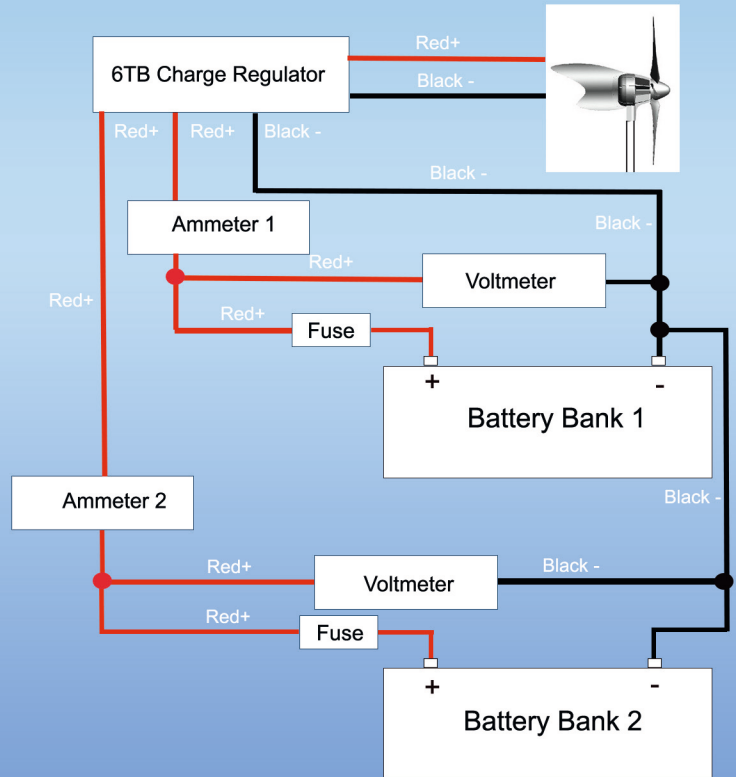 Red+
6TB Charge Regulator
Black -
Red+ Red+ Black -
Black -
Ammeter 1
Black -
Red+
Voltmeter
Red+
Red+
Fuse
+ -
Battery Bank 1
Ammeter 2
Black -
Red+
Black -
Voltmeter
Red+
Fuse
+ -
Battery Bank 2